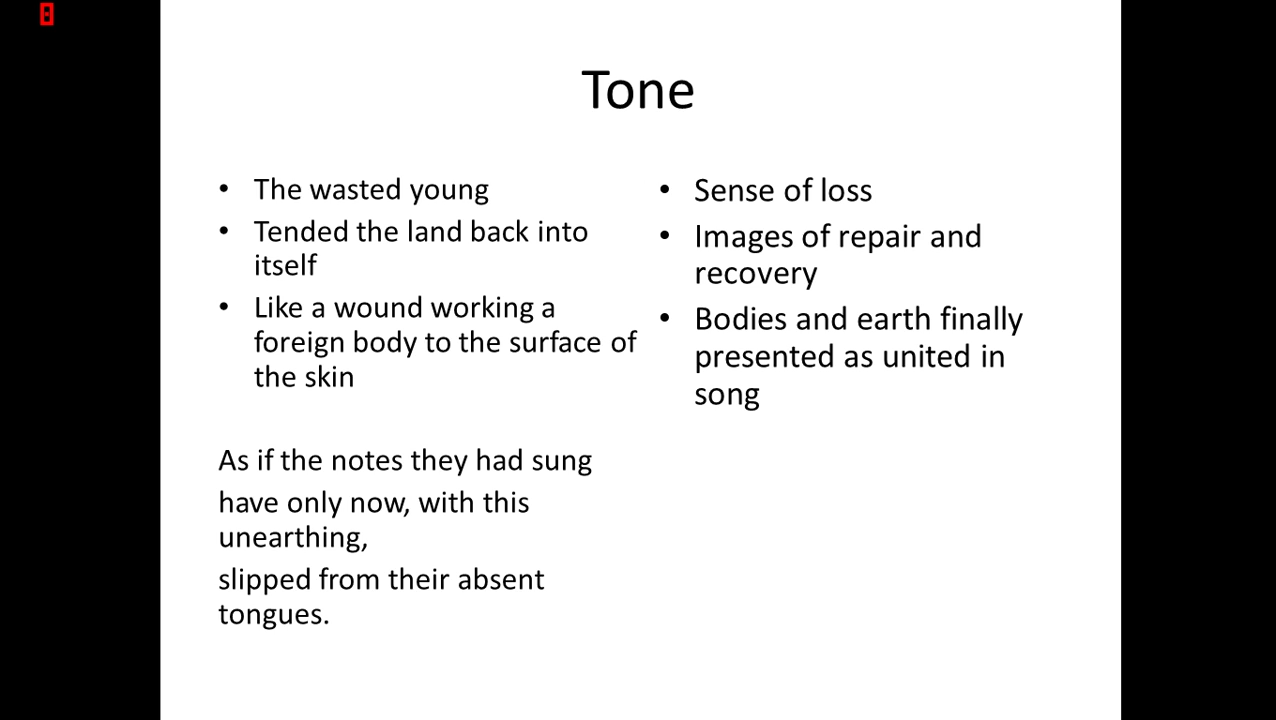 Tone
• The wasted young
• Tended the land back into
itself
• Like a wound working a
foreign body to the surface of
the skin
As if the notes they had sung
have only now, with this
unearthing,
slipped from their absent
tongues.
• Sense of loss
• Images of repair and
recovery
• Bodies and earth finally
presented as united in
song